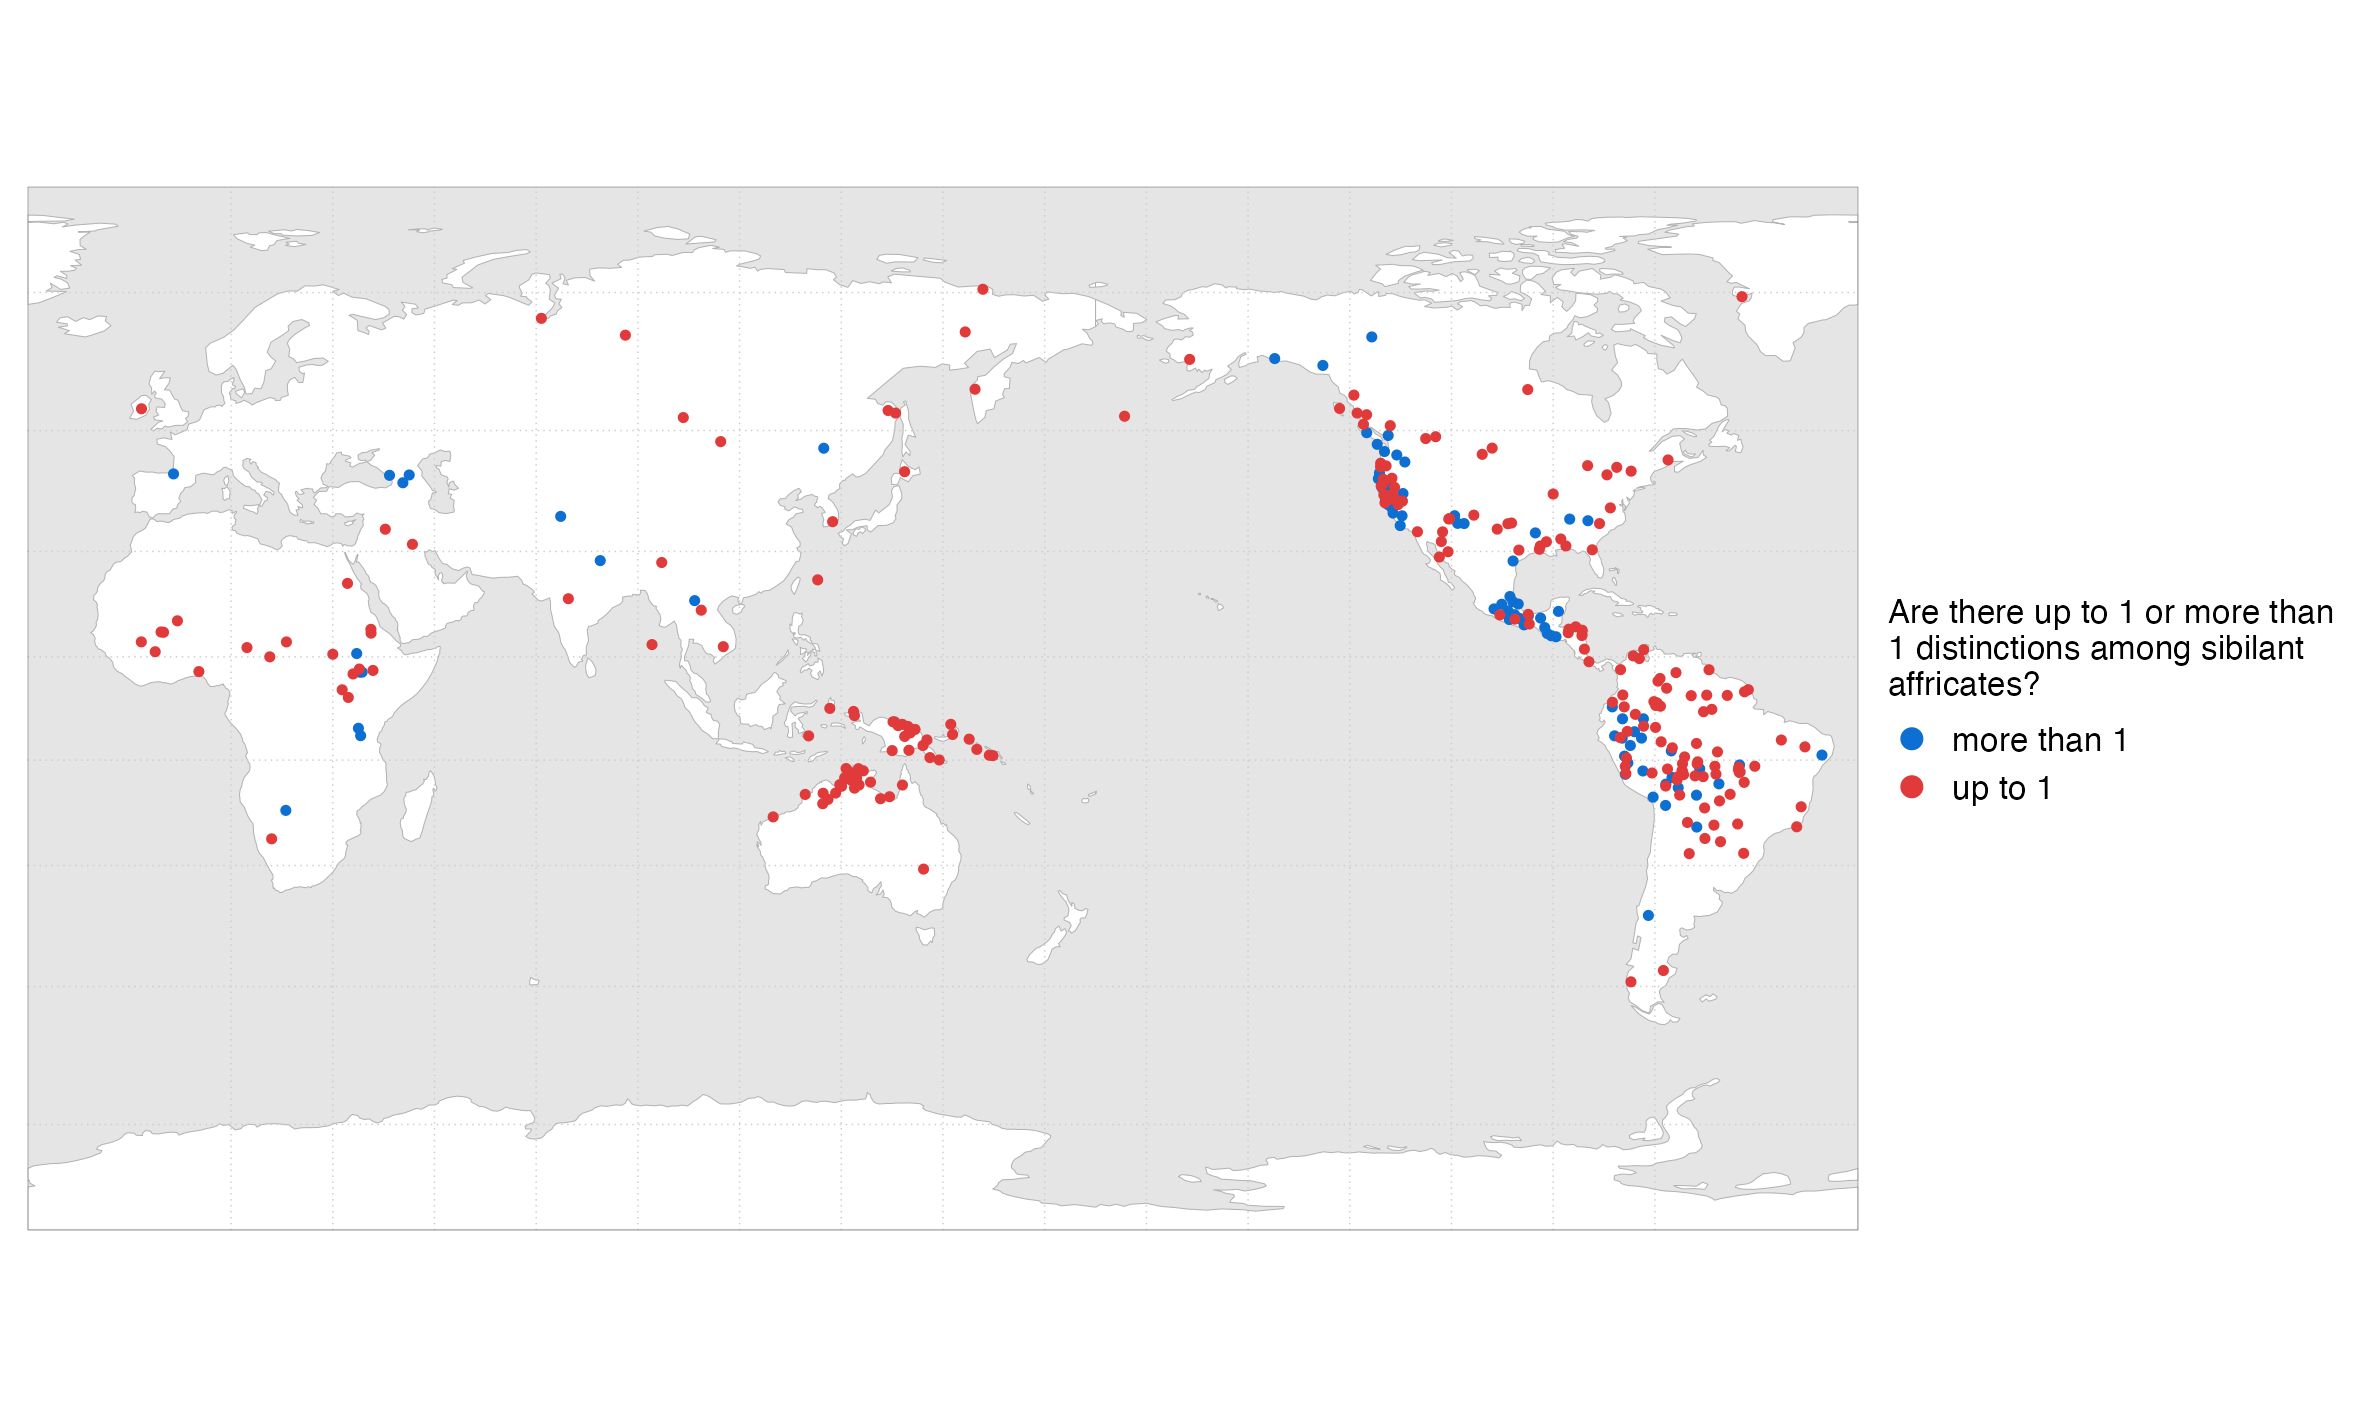 Are there up to 1 or more than
1 distinctions among sibilant
affricates?
more than 1
up to 1